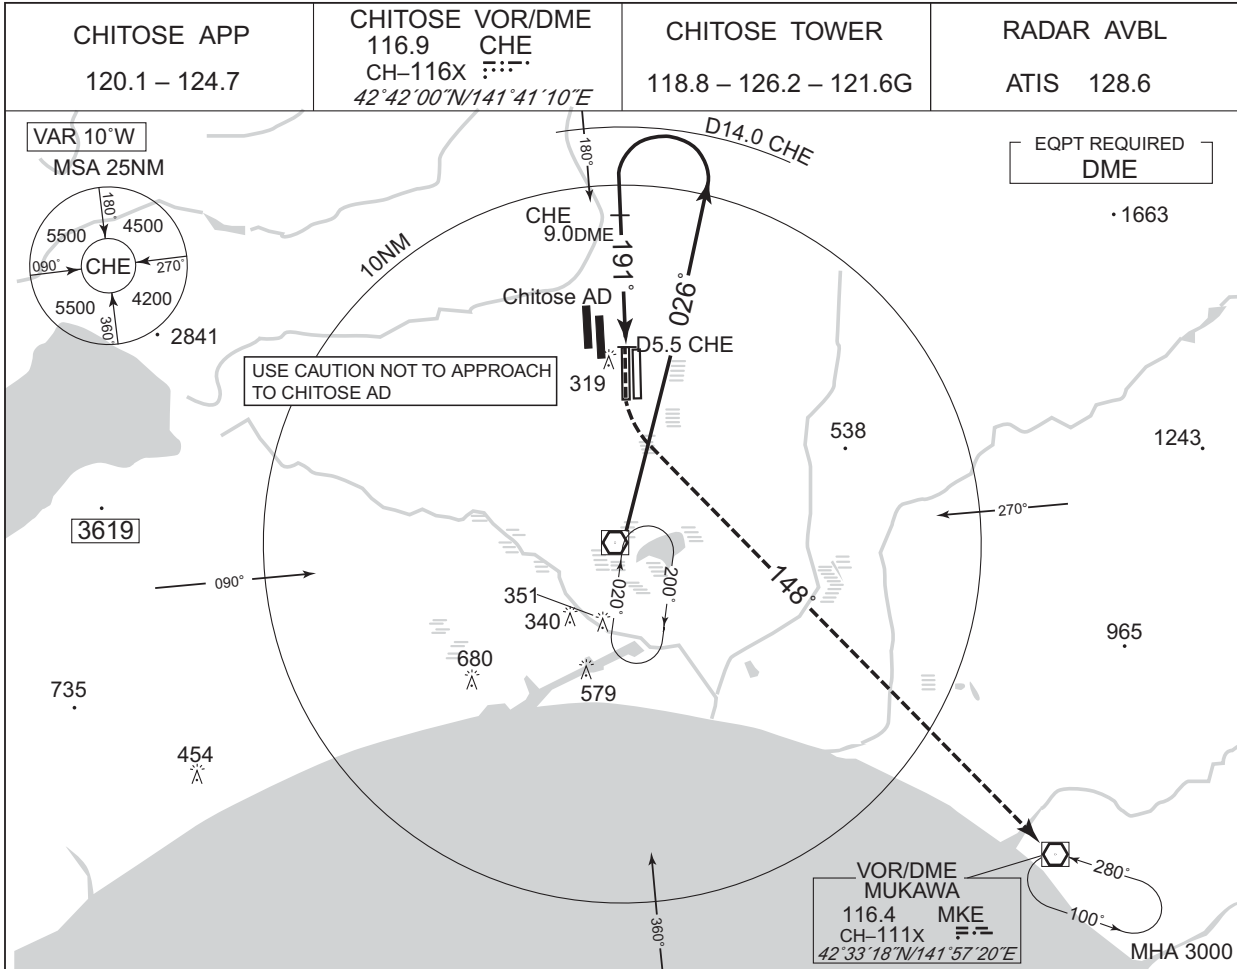 CHITOSE APP
120.1 – 124.7
CHITOSE VOR/DME
116.9 CHE
CH–116X
42°42´00˝N/141°41´10˝E
CHITOSE TOWER
118.8 – 126.2 – 121.6G
RADAR AVBL
ATIS 128.6
VAR 10°W
MSA 25NM
180°
5500
4500
090°
CHE
270°
5500
4200
360°
2841
180°
D14.0 CHE
EQPT REQUIRED
DME
1663
CHE
9.0DME
10NM
191°
026°
Chitose AD
D5.5 CHE
319
USE CAUTION NOT TO APPROACH
TO CHITOSE AD
538
1243
3619
270°
090°
148°
020°
200°
351
340
680
579
965
735
454
360°
VOR/DME
MUKAWA
116.4 MKE
CH–111X
42°33´18˝N/141°57´20˝E
280°
100°
MHA 3000